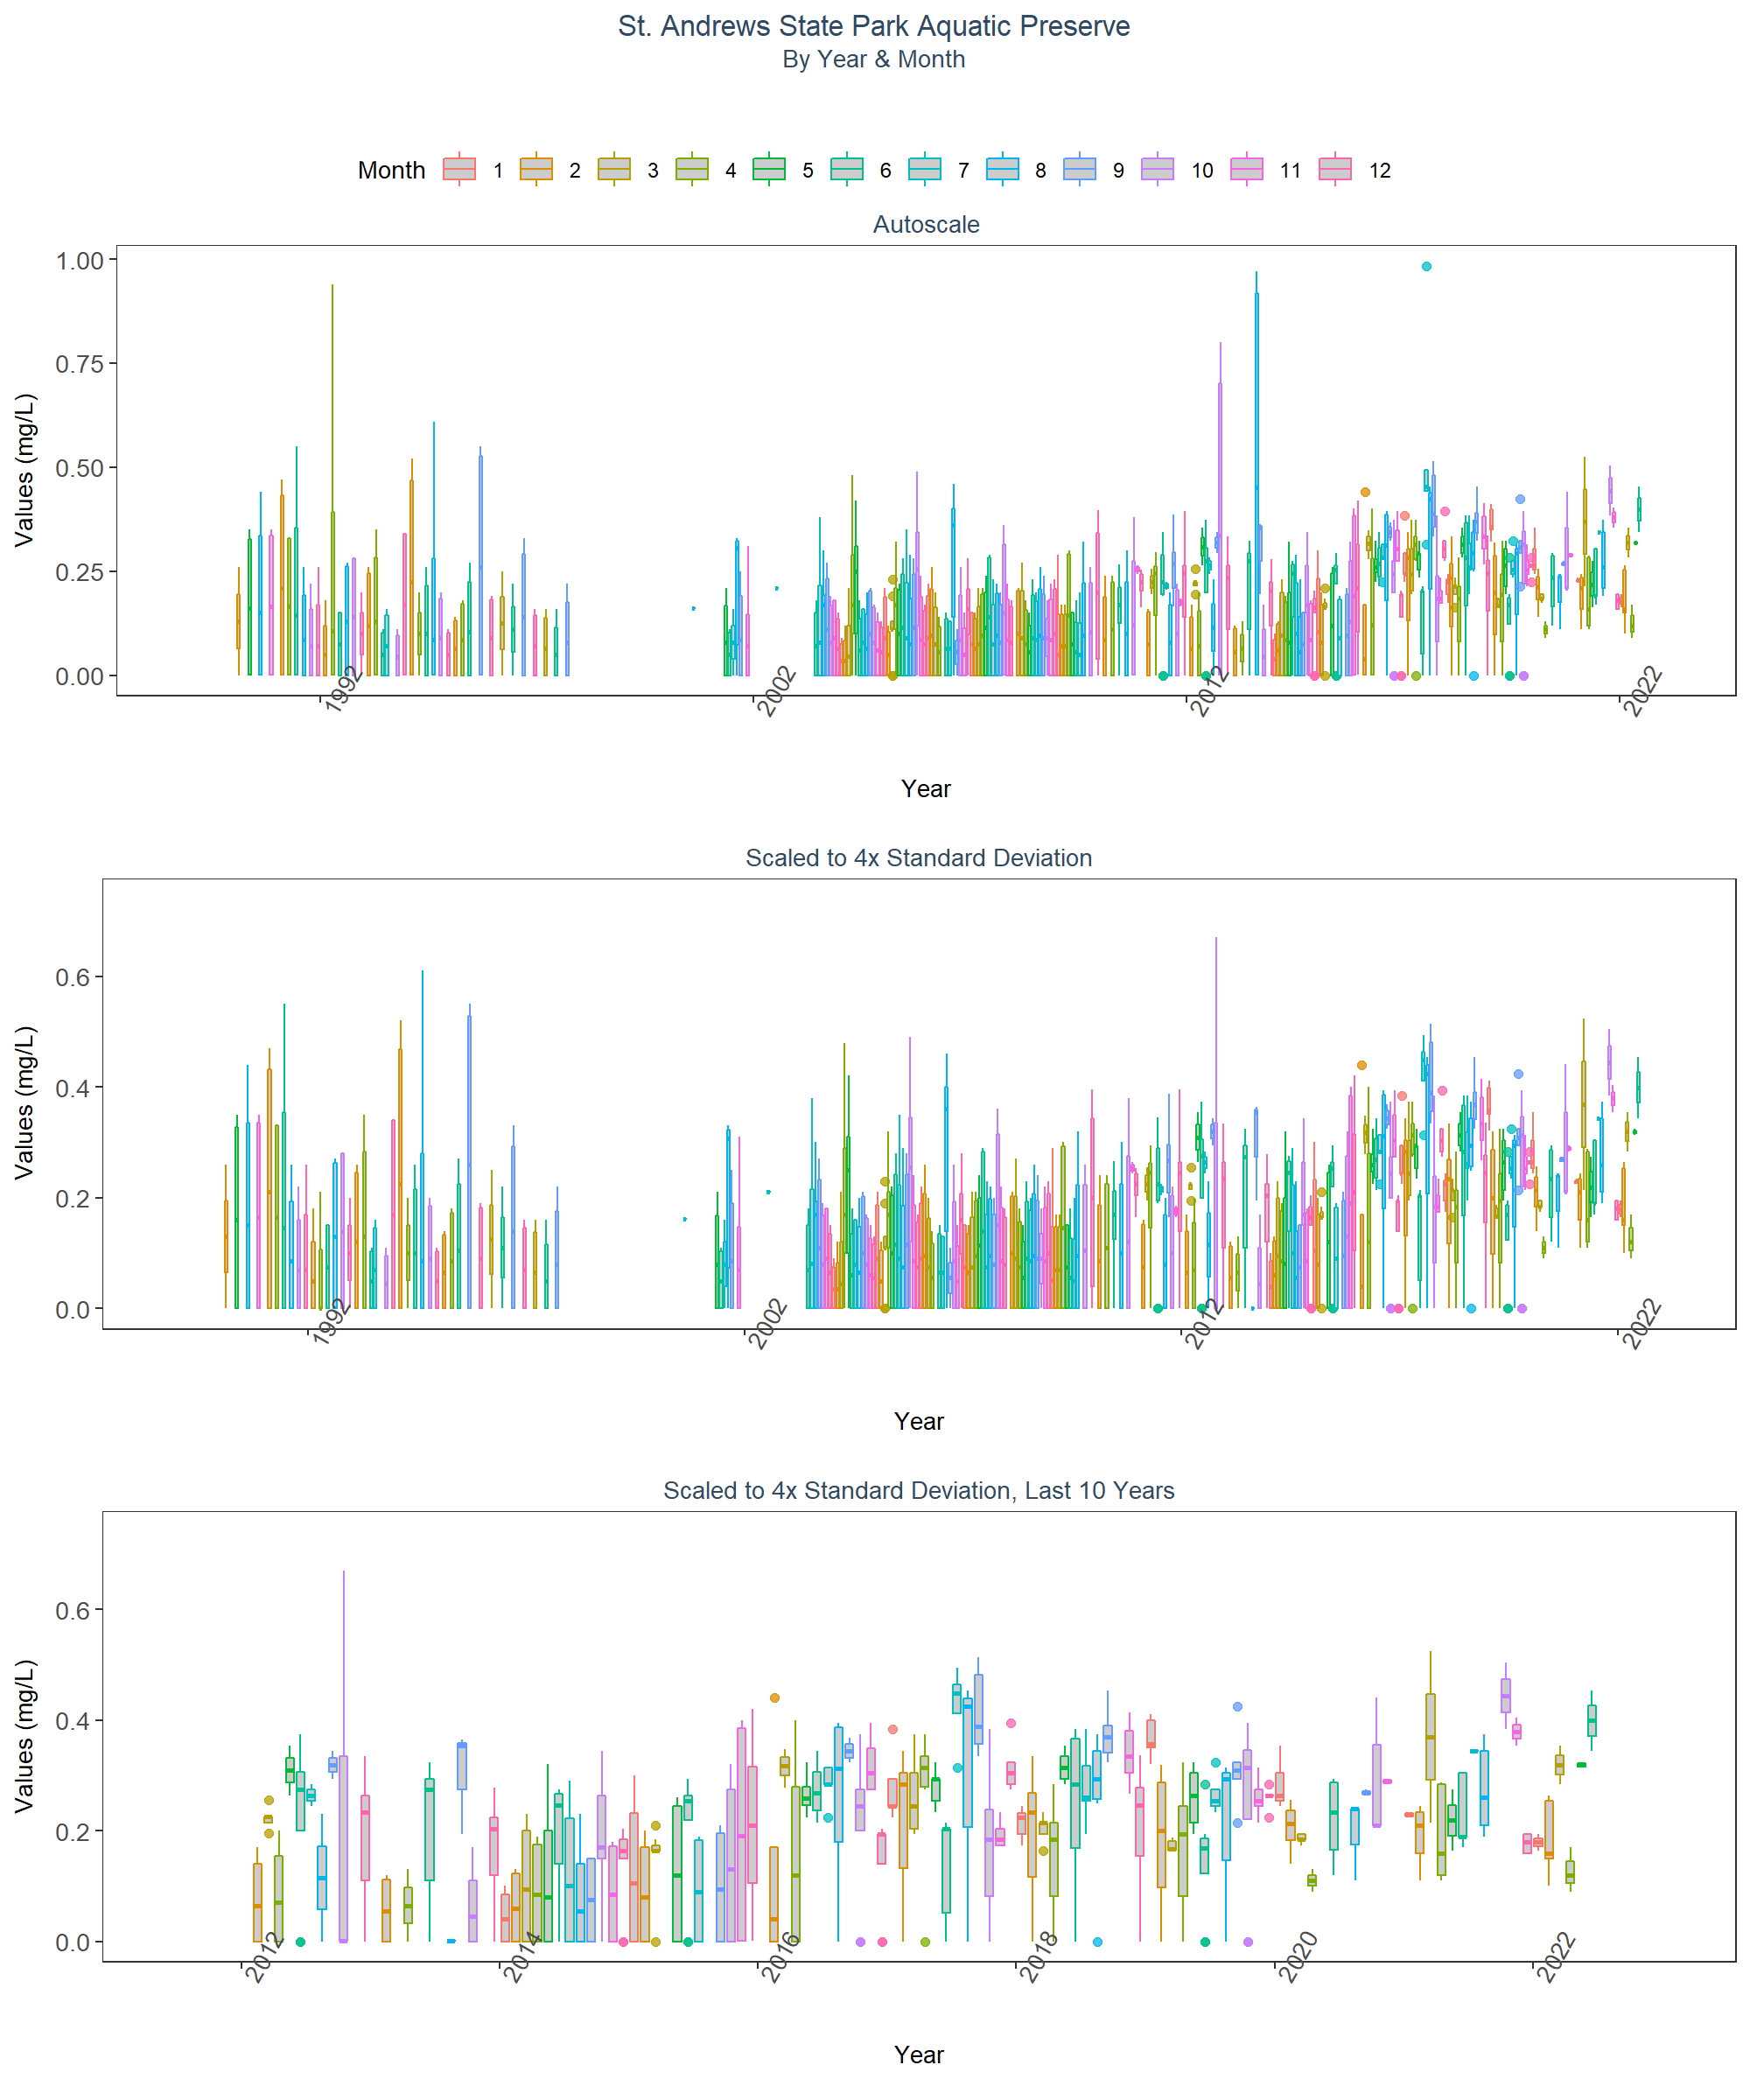 St. Andrews State Park Aquatic Preserve
By Year & Month
Month 1 2 3 4 5 6 7 8 9 10 11 12
Autoscale
Values (mg/L)
1.00
0.75
0.50
0.25
0.00
1992 2002 2012 2022
Year
Scaled to 4x Standard Deviation
Values (mg/L)
0.6
0.4
0.2
0.0
1992 2002 2012 2022
Year
Scaled to 4x Standard Deviation, Last 10 Years
Values (mg/L)
0.6
0.4
0.2
0.0
2012 2014 2016 2018 2020 2022
Year